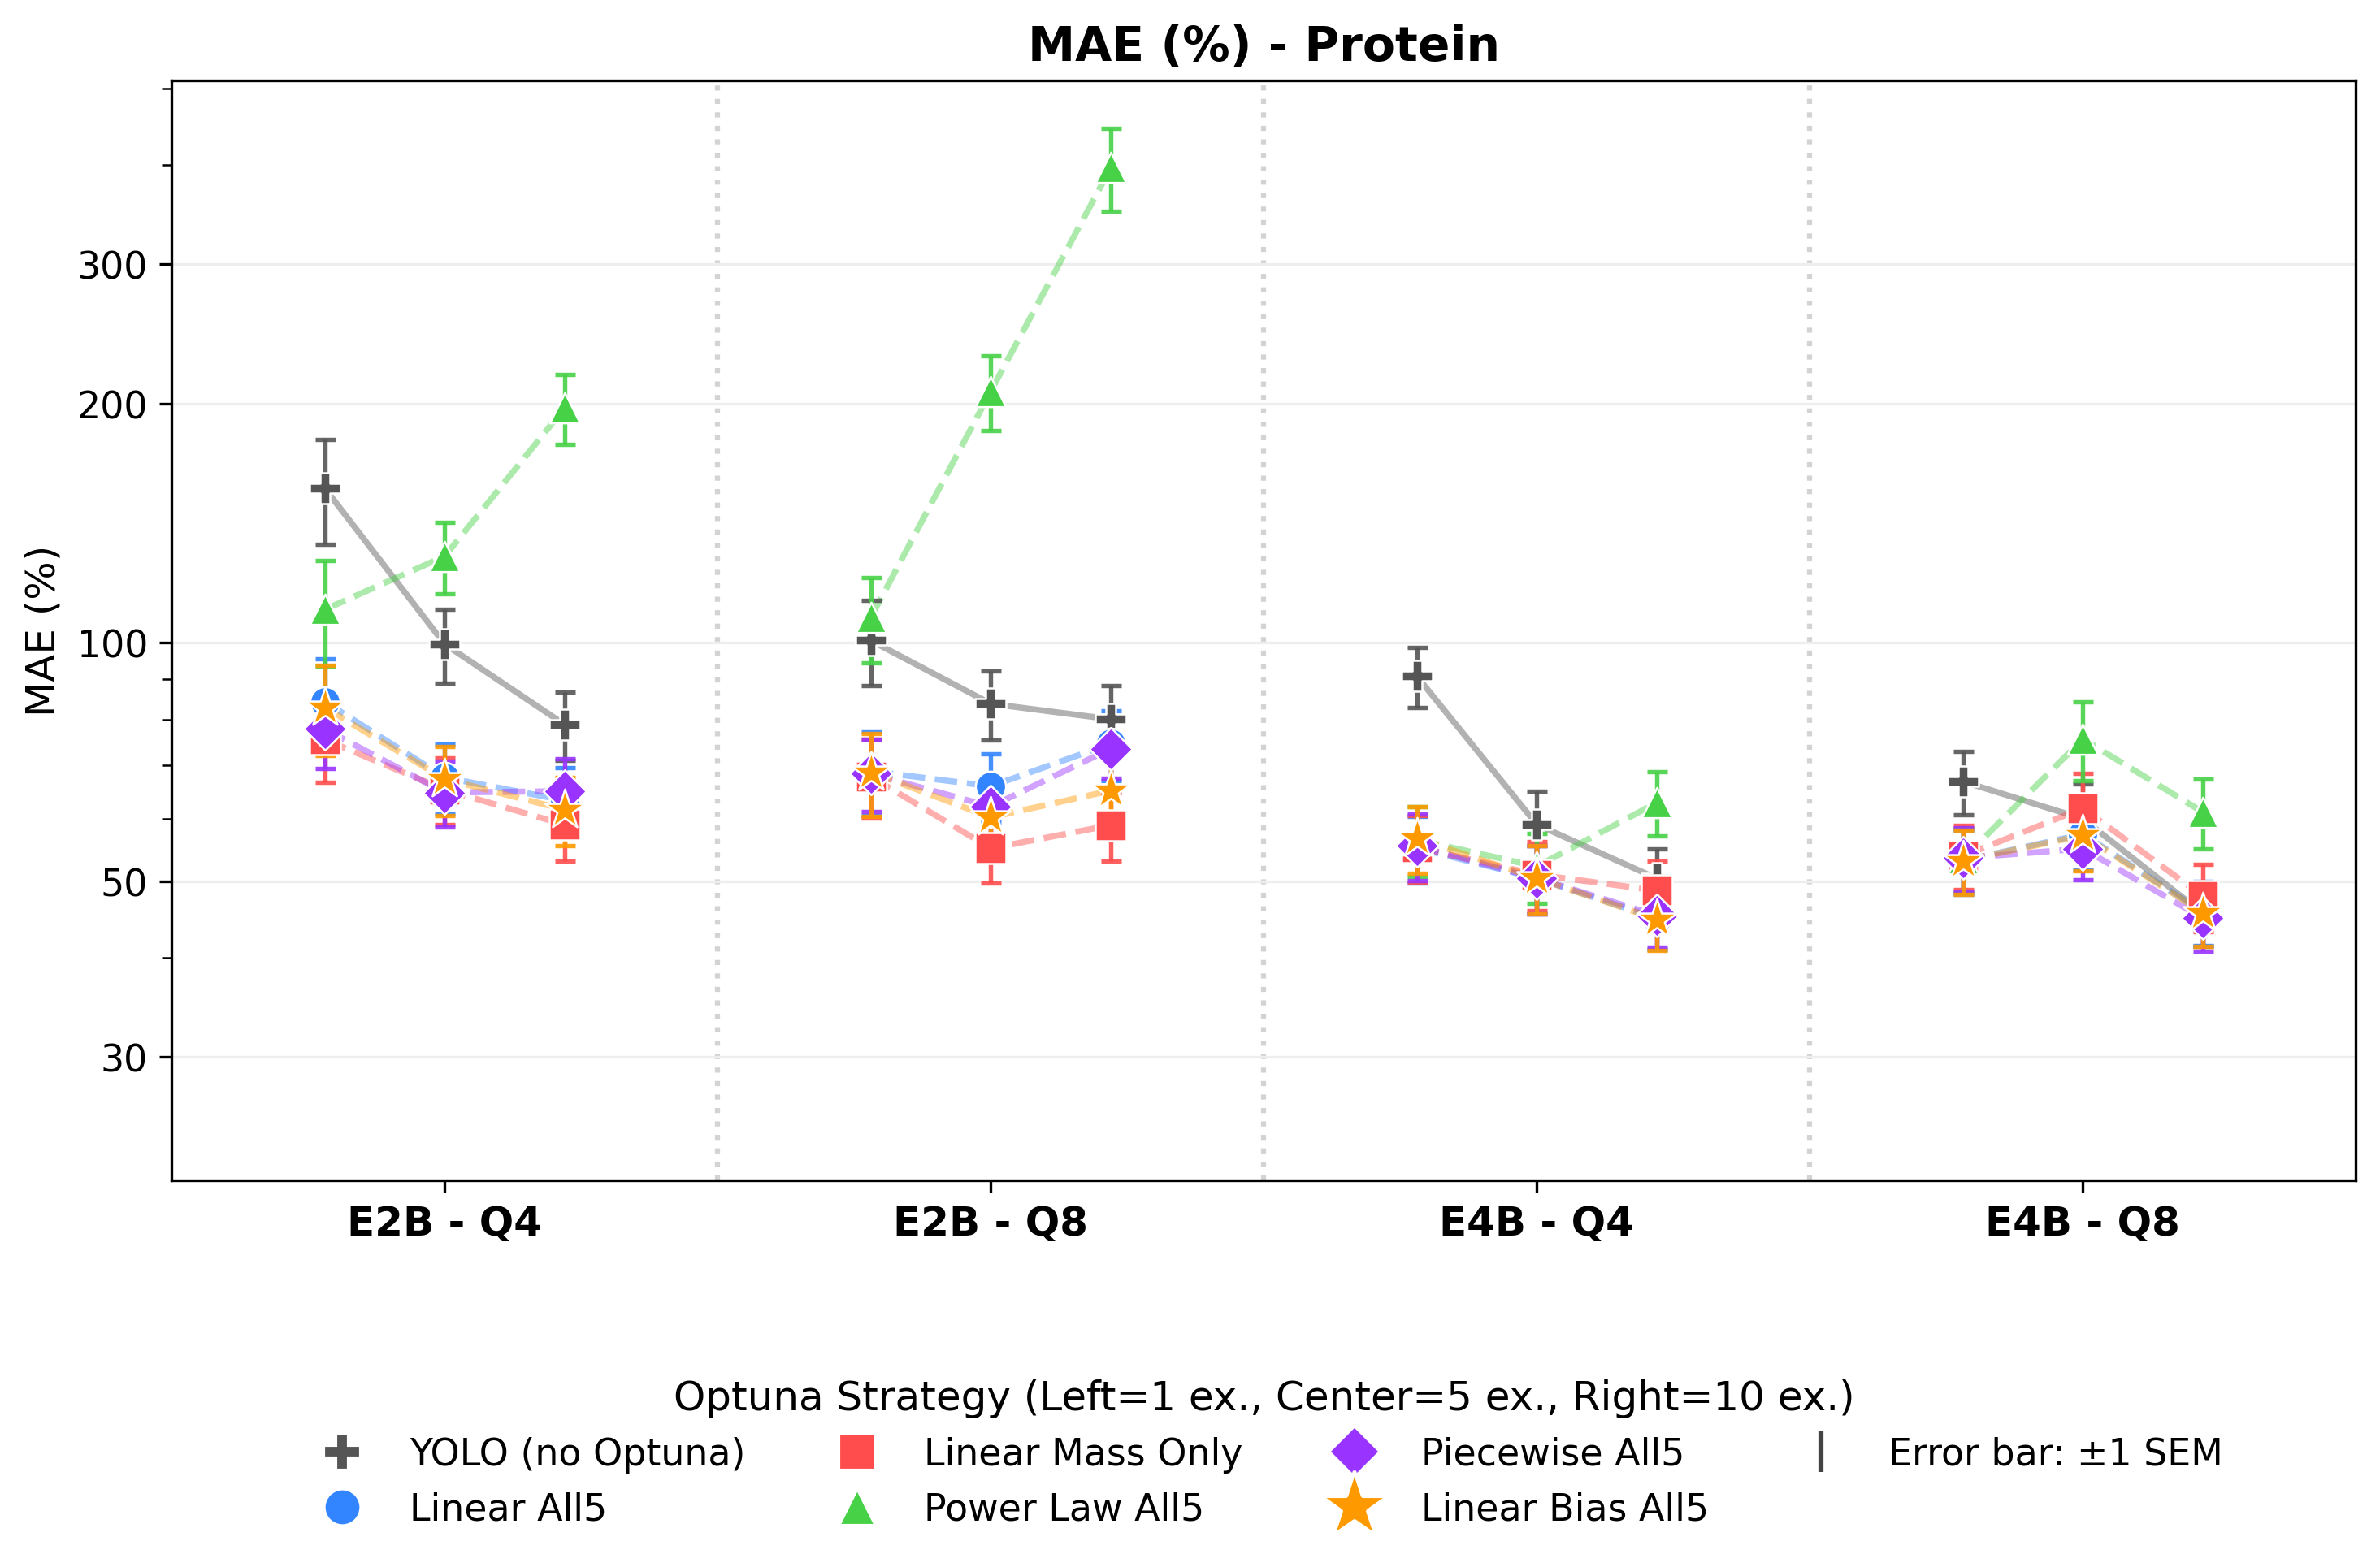 MAE (%) - Protein
MAE (%)
300
200
100
50
30
E2B - Q4
E2B - Q8
E4B - Q4
E4B - Q8
Optuna Strategy (Left=1 ex., Center=5 ex., Right=10 ex.)
YOLO (no Optuna)
Linear All5
Linear Mass Only
Power Law All5
Piecewise All5
Linear Bias All5
Error bar: ±1 SEM